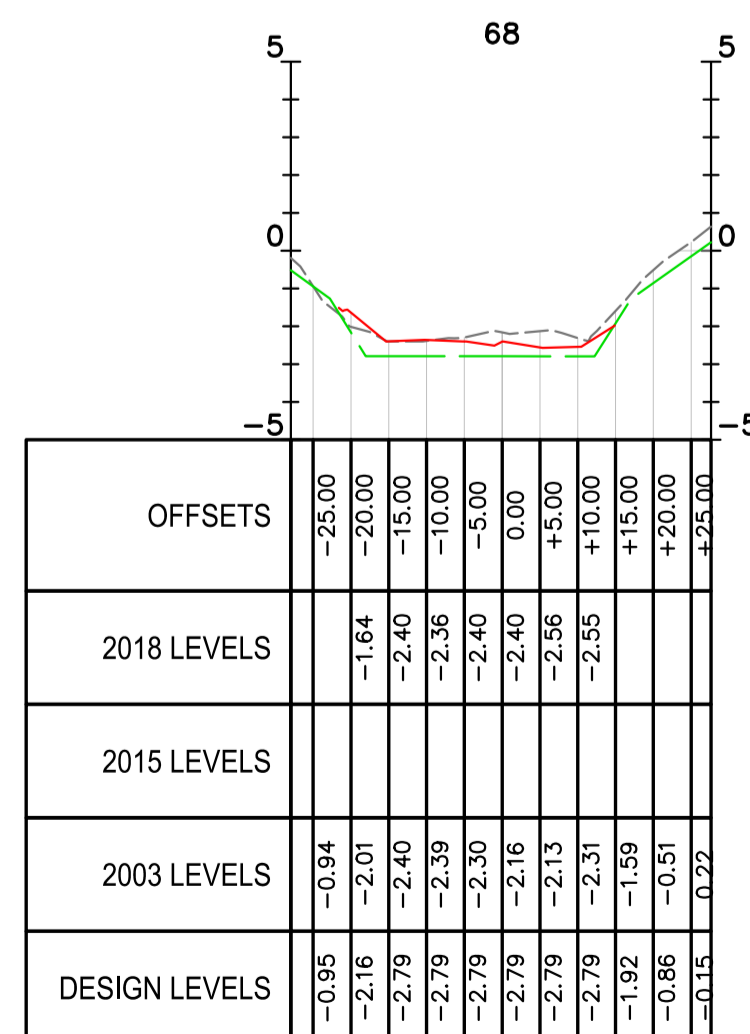 68
5 5
0 0
-5 -5
OFFSETS -25.00 -20.00 -15.00 -10.00 -5.00 0.00 +5.00 +10.00 +15.00 +20.00 +25.00
2018 LEVELS -1.64 -2.40 -2.36 -2.40 -2.40 -2.56 -2.55
2015 LEVELS
2003 LEVELS -0.94 -2.01 -2.40 -2.39 -2.30 -2.16 -2.13 -2.31 -1.59 -0.51 0.22
DESIGN LEVELS -0.95 -2.16 -2.79 -2.79 -2.79 -2.79 -2.79 -2.79 -1.92 -0.86 -0.15